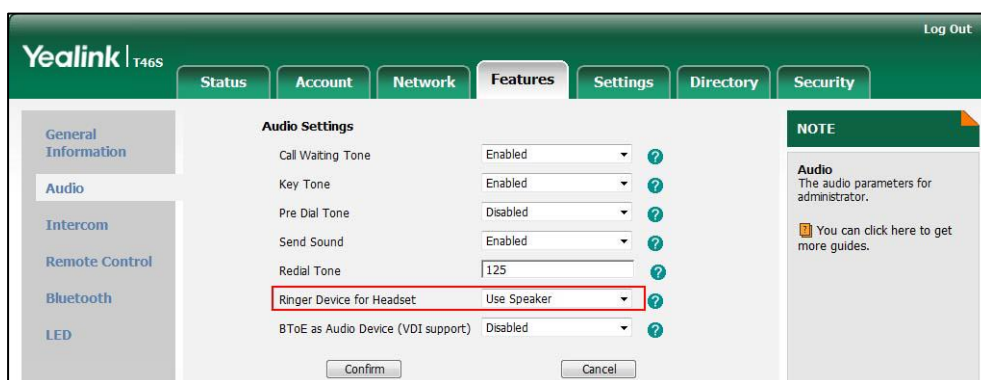 Log Out
Yealink | T46S
Status Account Network Features Settings Directory Security
General
Information
Audio
Intercom
Remote Control
Bluetooth
LED
Audio Settings
Call Waiting Tone Enabled ?
Key Tone Enabled ?
Pre Dial Tone Disabled ?
Send Sound Enabled ?
Redial Tone 125 ?
Ringer Device for Headset Use Speaker ?
BToE as Audio Device (VDI support) Disabled ?
Confirm Cancel
NOTE
Audio
The audio parameters for
administrator.
? You can click here to get
more guides.